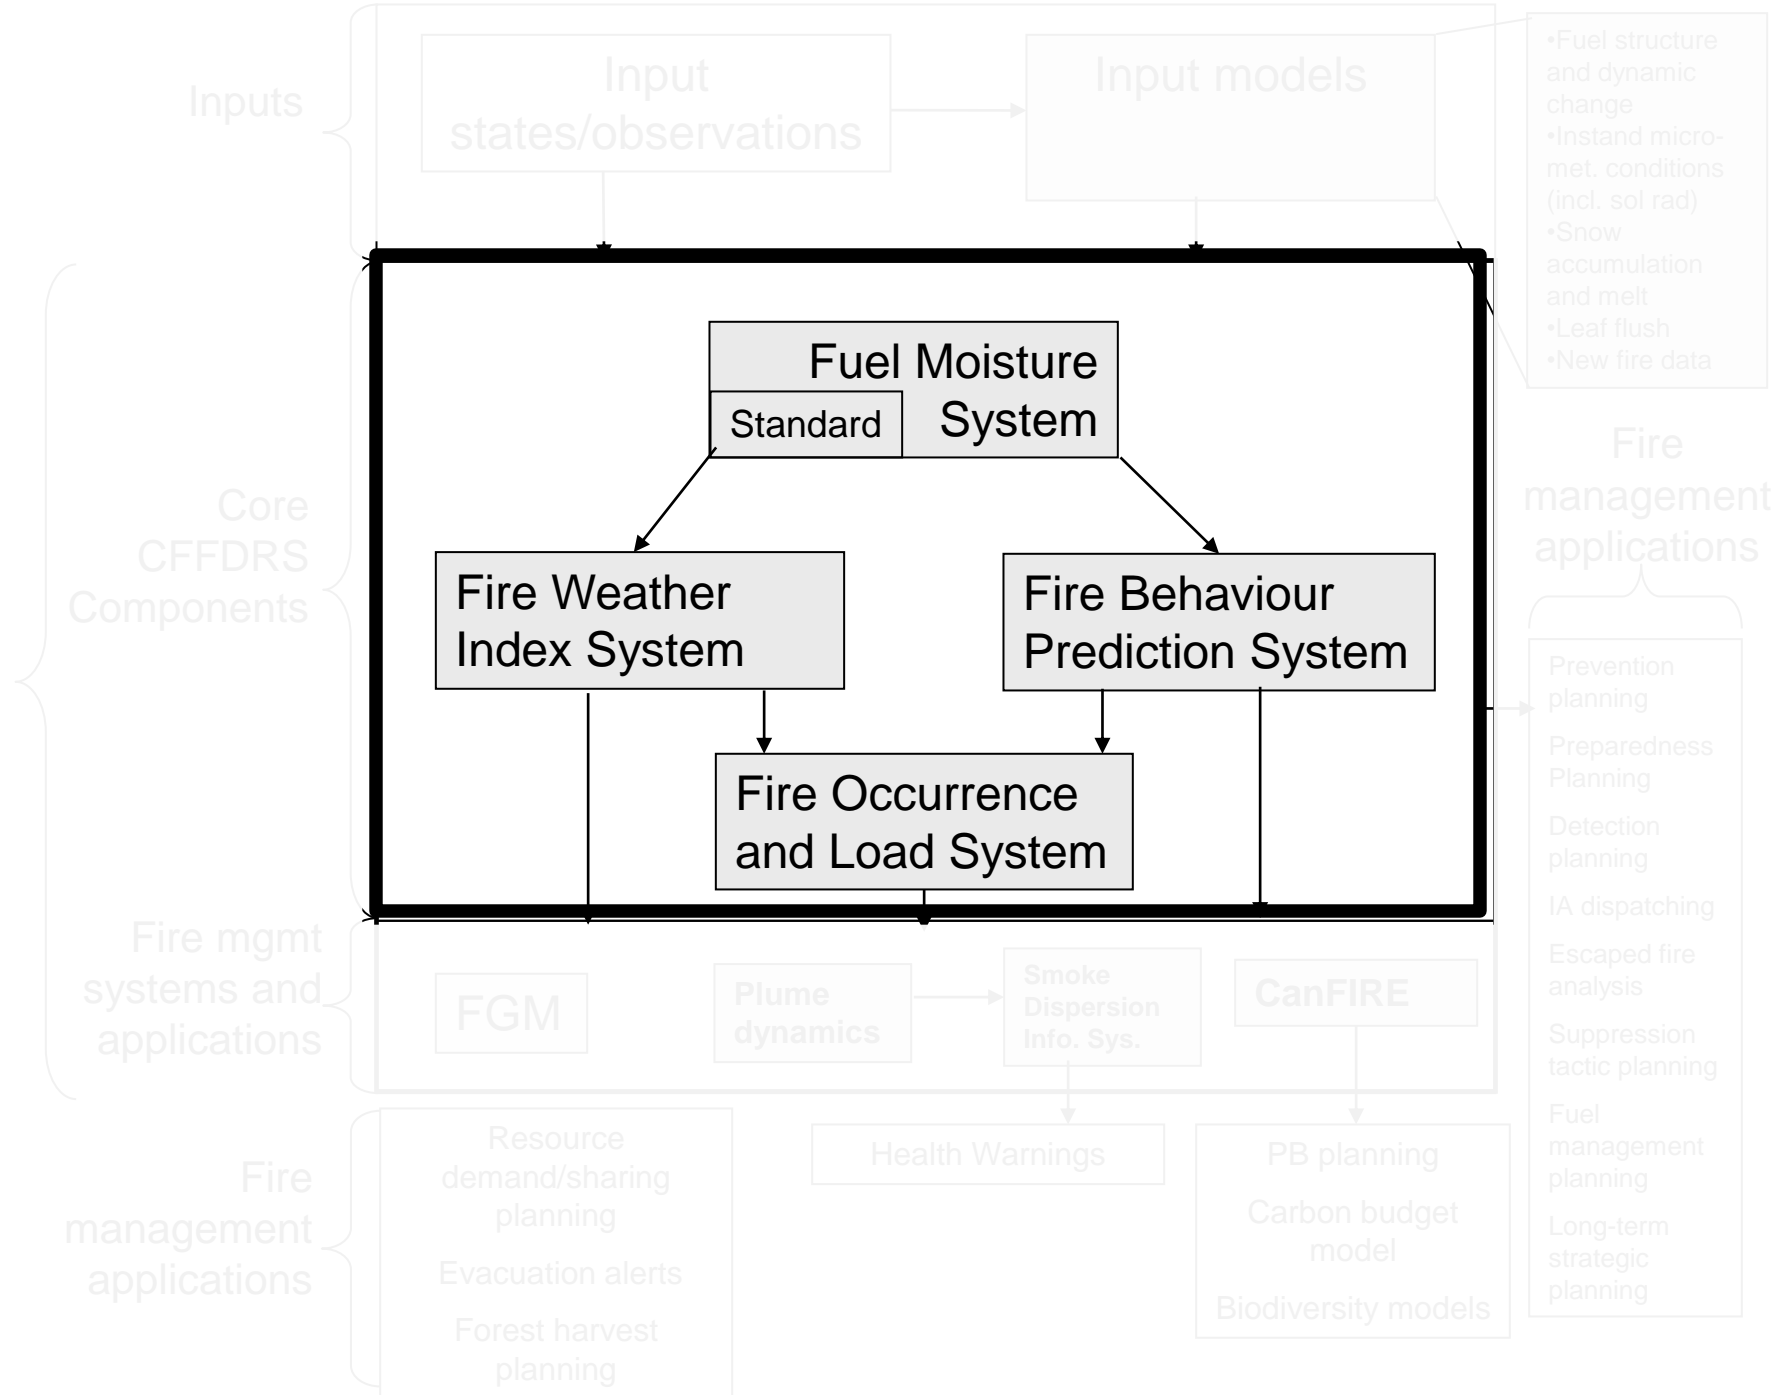 Inputs
Input
states/observations
Input models
•Fuel structure
and dynamic
change
•Instand micro-
met. conditions
(incl. sol rad)
•Snow
accumulation
and melt
•Leaf flush
•New fire data
Core
CFFDRS
Components
Fuel Moisture
System
Standard
Fire Weather
Index System
Fire Behaviour
Prediction System
Fire Occurrence
and Load System
Fire
management
applications
Prevention
planning
Preparedness
Planning
Detection
planning
IA dispatching
Escaped fire
analysis
Suppression
tactic planning
Fuel
management
planning
Long-term
strategic
planning
Fire mgmt
systems and
applications
FGM
Plume
dynamics
Smoke
Dispersion
Info. Sys.
CanFIRE
Fire
management
applications
Resource
demand/sharing
planning
Evacuation alerts
Forest harvest
planning
Health Warnings
PB planning
Carbon budget
model
Biodiversity models